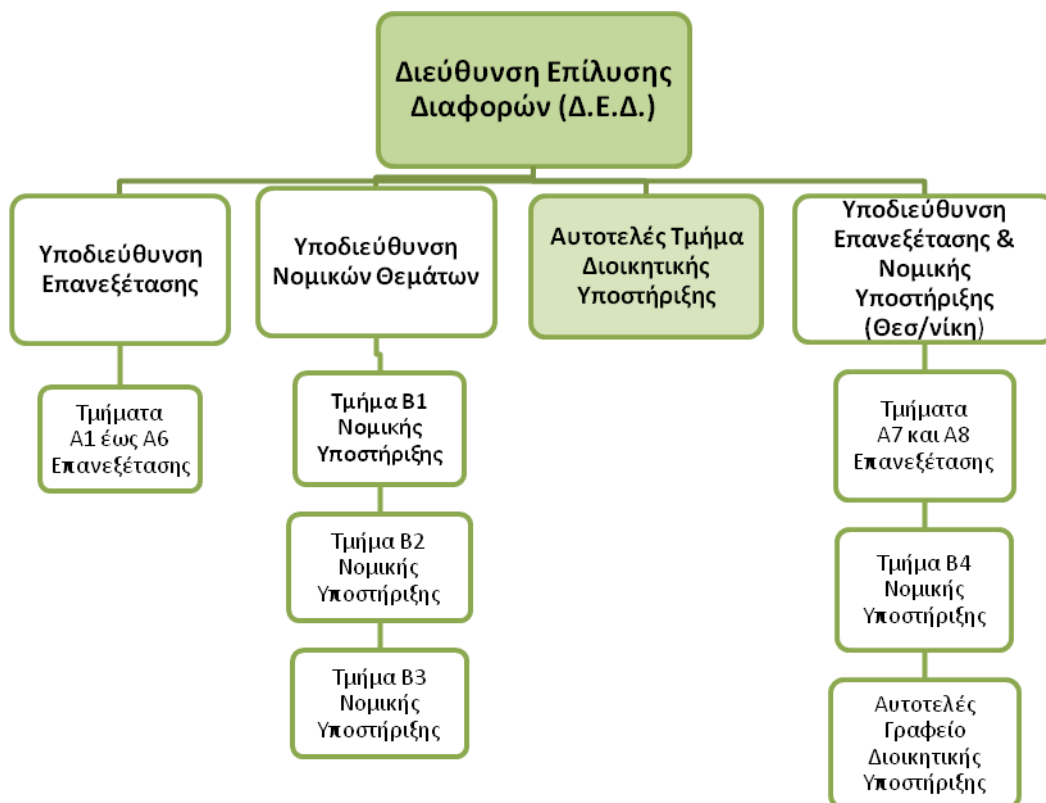 Διεύθυνση Επίλυσης
Διαφορών (Δ.Ε.Δ.)
Υποδιεύθυνση
Επανεξέτασης
Υποδιεύθυνση
Νομικών Θεμάτων
Αυτοτελές Τμήμα
Διοικητικής
Υποστήριξης
Υποδιεύθυνση
Επανεξέτασης &
Νομικής
Υποστήριξης
(Θεσ/νίκη)
Τμήματα
Α1 έως Α6
Επανεξέτασης
Τμήμα Β1
Νομικής
Υποστήριξης
Τμήμα Β2
Νομικής
Υποστήριξης
Τμήμα Β3
Νομικής
Υποστήριξης
Τμήματα
Α7 και Α8
Επανεξέτασης
Τμήμα Β4
Νομικής
Υποστήριξης
Αυτοτελές
Γραφείο
Διοικητικής
Υποστήριξης